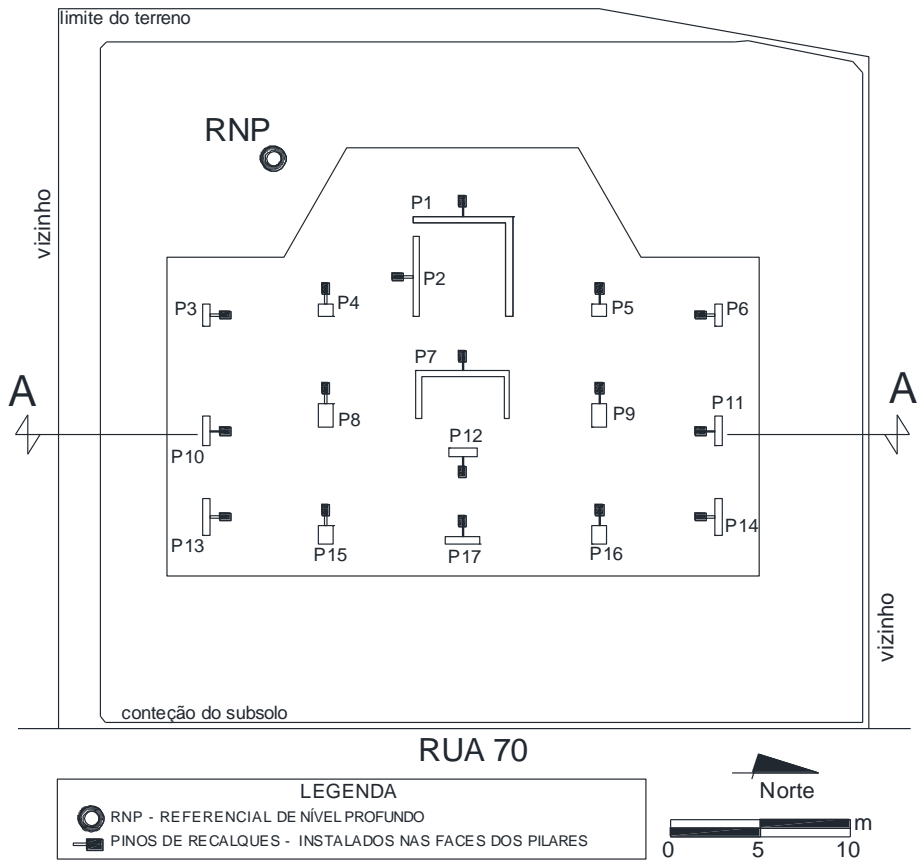 limite do terreno
RNP
vizinho
P1
P2
P3
P4
P5
P6
P7
A
A
P8
P9
P11
P10
P12
P13
P14
P15
P17
P16
vizinho
conteção do subsolo
RUA 70
LEGENDA
RNP - REFERENCIAL DE NÍVEL PROFUNDO
PINOS DE RECALQUES - INSTALADOS NAS FACES DOS PILARES
Norte
m
0 5 10